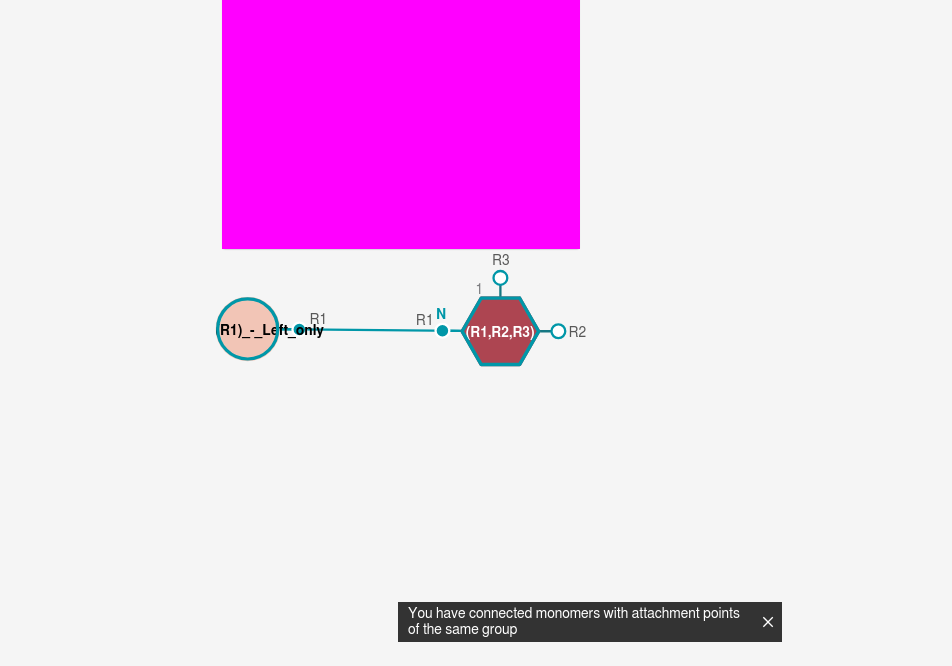 R3
1
R1)_-_Left_only
R1
R1
N
(R1,R2,R3)
R2
You have connected monomers with attachment points
of the same group